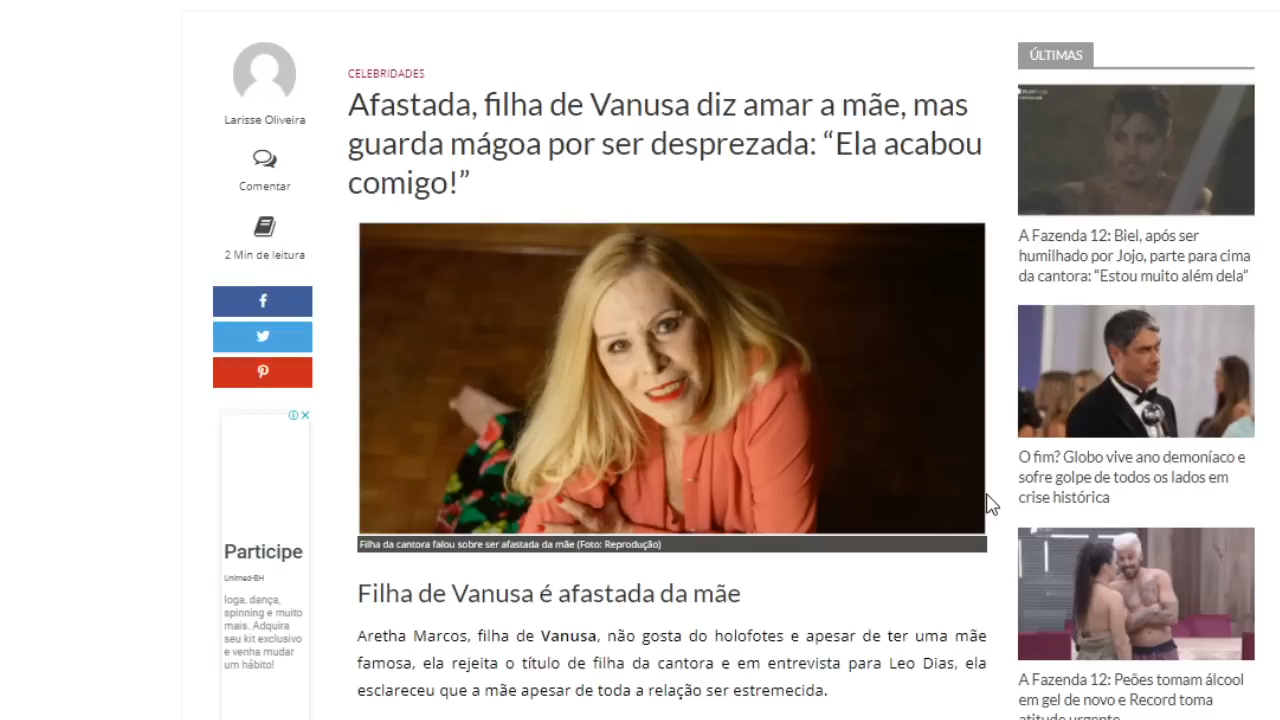 Larisse Oliveira
Comentar
2 Min de leitura
Participe
Unimed-BH
Ioga, dança,
spinning e muito
mais. Adquira
seu kit exclusivo
e venha mudar
um hábito!
CELEBRIDADES
Afastada, filha de Vanusa diz amar a mãe, mas
guarda mágoa por ser desprezada: “Ela acabou
comigo!”
Filha da cantora falou sobre ser afastada da mãe (Foto: Reprodução)
Filha de Vanusa é afastada da mãe
Aretha Marcos, filha de Vanusa, não gosta do holofotes e apesar de ter uma mãe
famosa, ela rejeita o título de filha da cantora e em entrevista para Leo Dias, ela
esclareceu que a mãe apesar de toda a relação ser estremecida.
ÚLTIMAS
A Fazenda 12: Biel, após ser
humilhado por Jojo, parte para cima
da cantora: “Estou muito além dela”
O fim? Globo vive ano demoníaco e
sofre golpe de todos os lados em
crise histórica
A Fazenda 12: Peões tomam álcool
em gel de novo e Record toma
atitude urgente